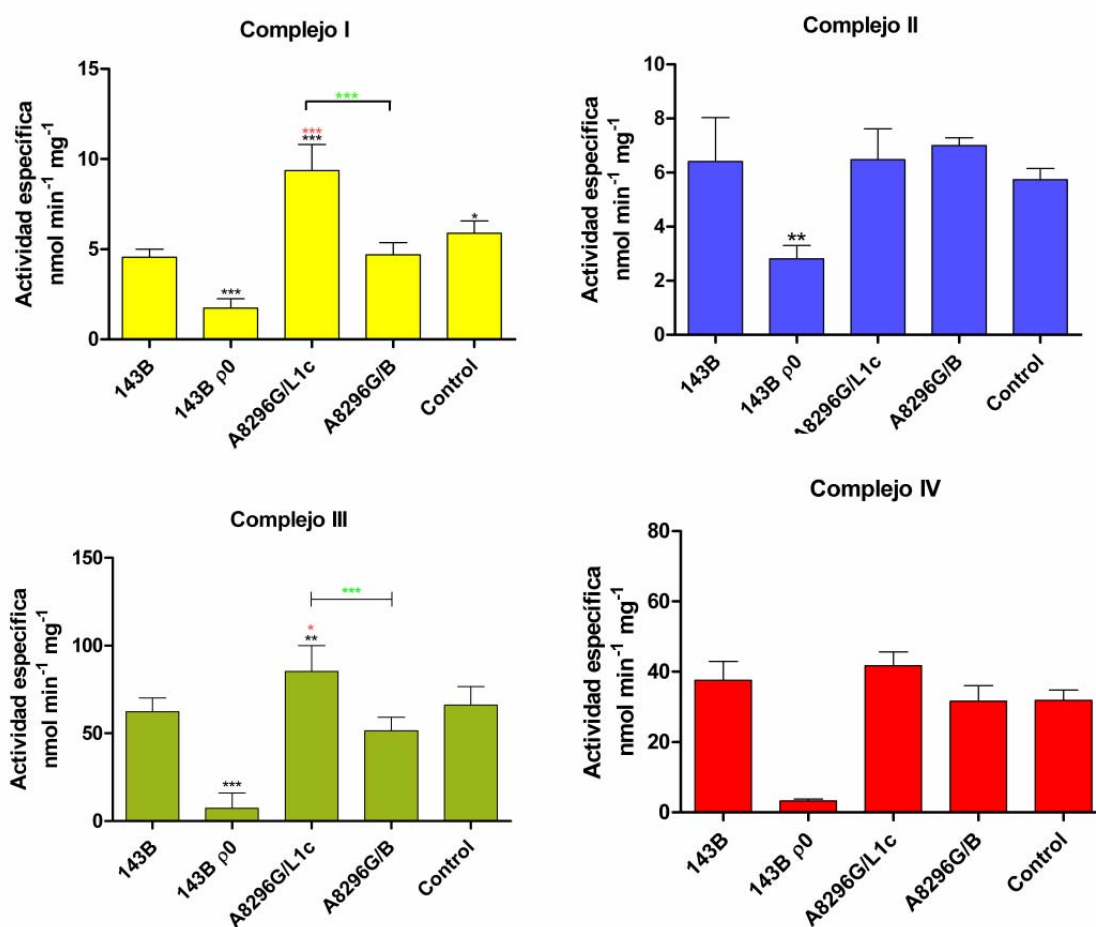 Complejo I
Actividad específica
nmol min⁻¹ mg⁻¹
15
10
5
0
***
***
***
***
*
143B
143B ρ0
A8296G/L1c
A8296G/B
Control
Complejo II
Actividad específica
nmol min⁻¹ mg⁻¹
10
8
6
4
2
0
**
143B
143B ρ0
A8296G/L1c
A8296G/B
Control
Complejo III
Actividad específica
nmol min⁻¹ mg⁻¹
150
100
50
0
***
*
**
***
143B
143B ρ0
A8296G/L1c
A8296G/B
Control
Complejo IV
Actividad específica
nmol min⁻¹ mg⁻¹
80
60
40
20
0
143B
143B ρ0
A8296G/L1c
A8296G/B
Control